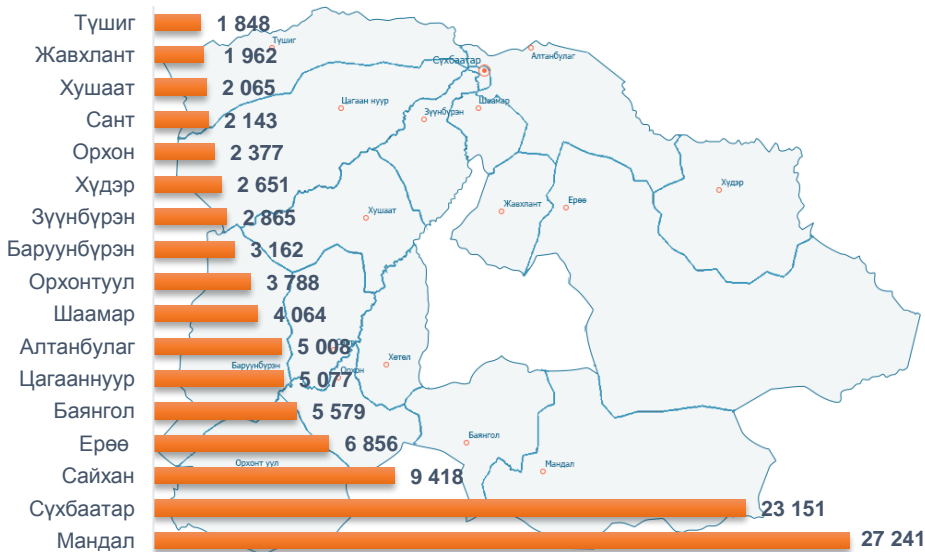 Түшиг 1 848
Жавхлант 1 962
Хушаат 2 065
Сант 2 143
Орхон 2 377
Хүдэр 2 651
Зүүнбүрэн 2 865
Баруунбүрэн 3 162
Орхонтуул 3 788
Шаамар 4 064
Алтанбулаг 5 008
Цагааннуур 5 077
Баянгол 5 579
Ерөө 6 856
Сайхан 9 418
Сүхбаатар 23 151
Мандал 27 241
Түшиг
Сүхбаатар
Алтанбулаг
Цагаан нуур
Зүүнбүрэн
Шаамар
Хушаат
Жавхлант
Ерөө
Хүдэр
Хөтөл
Баруунбүрэн
Орхон
Баянгол
Орхонт уул
Мандал